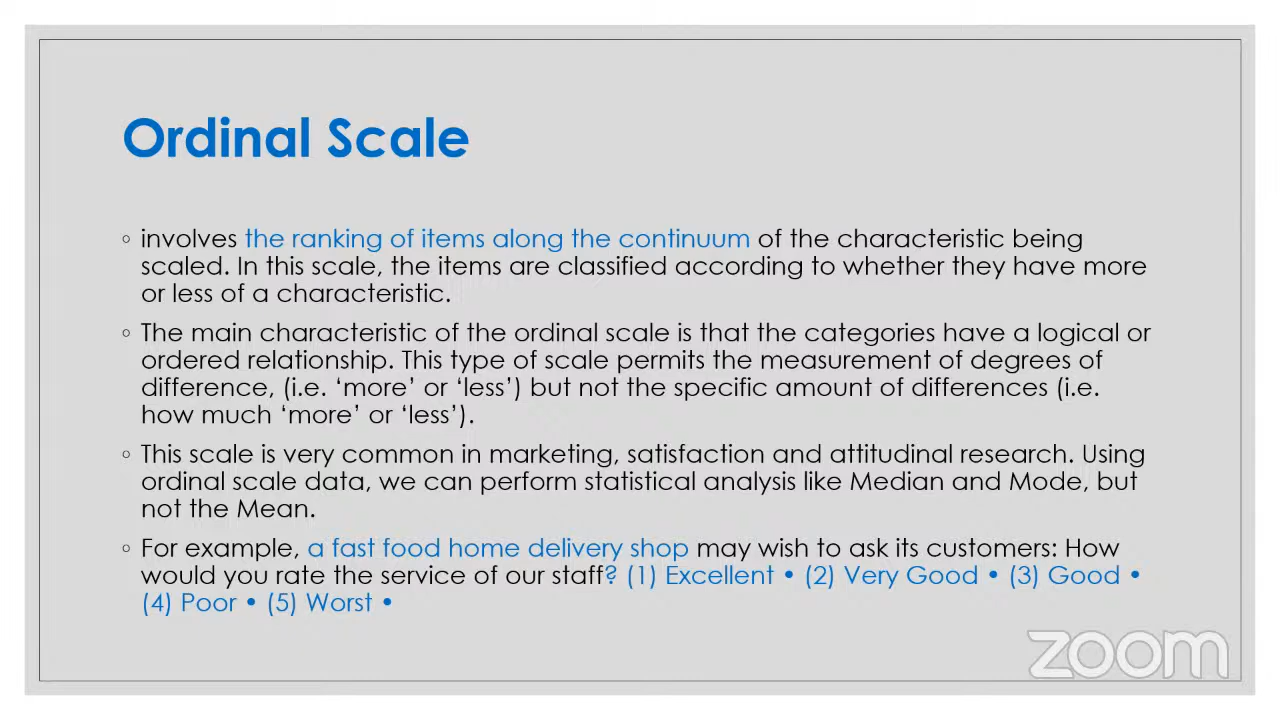 Ordinal Scale
◦ involves the ranking of items along the continuum of the characteristic being
scaled. In this scale, the items are classified according to whether they have more
or less of a characteristic.
◦ The main characteristic of the ordinal scale is that the categories have a logical or
ordered relationship. This type of scale permits the measurement of degrees of
difference, (i.e. ‘more’ or ‘less’) but not the specific amount of differences (i.e.
how much ‘more’ or ‘less’).
◦ This scale is very common in marketing, satisfaction and attitudinal research. Using
ordinal scale data, we can perform statistical analysis like Median and Mode, but
not the Mean.
◦ For example, a fast food home delivery shop may wish to ask its customers: How
would you rate the service of our staff? (1) Excellent • (2) Very Good • (3) Good •
(4) Poor • (5) Worst •
zoom